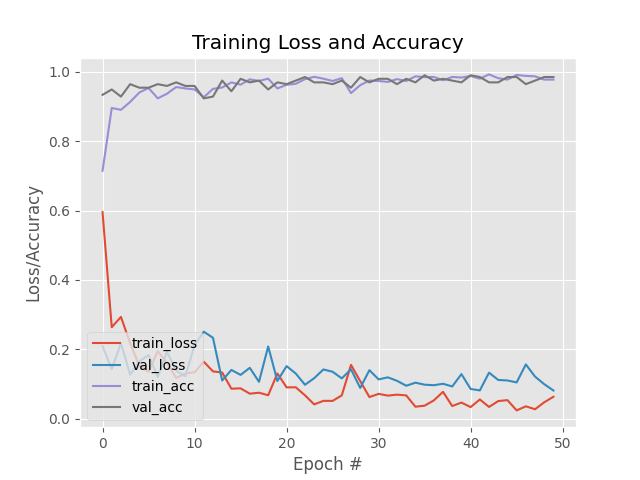 Training Loss and Accuracy
Loss/Accuracy
1.0
0.8
0.6
0.4
0.2
0.0
train_loss
val_loss
train_acc
val_acc
0 10 20 30 40 50
Epoch #